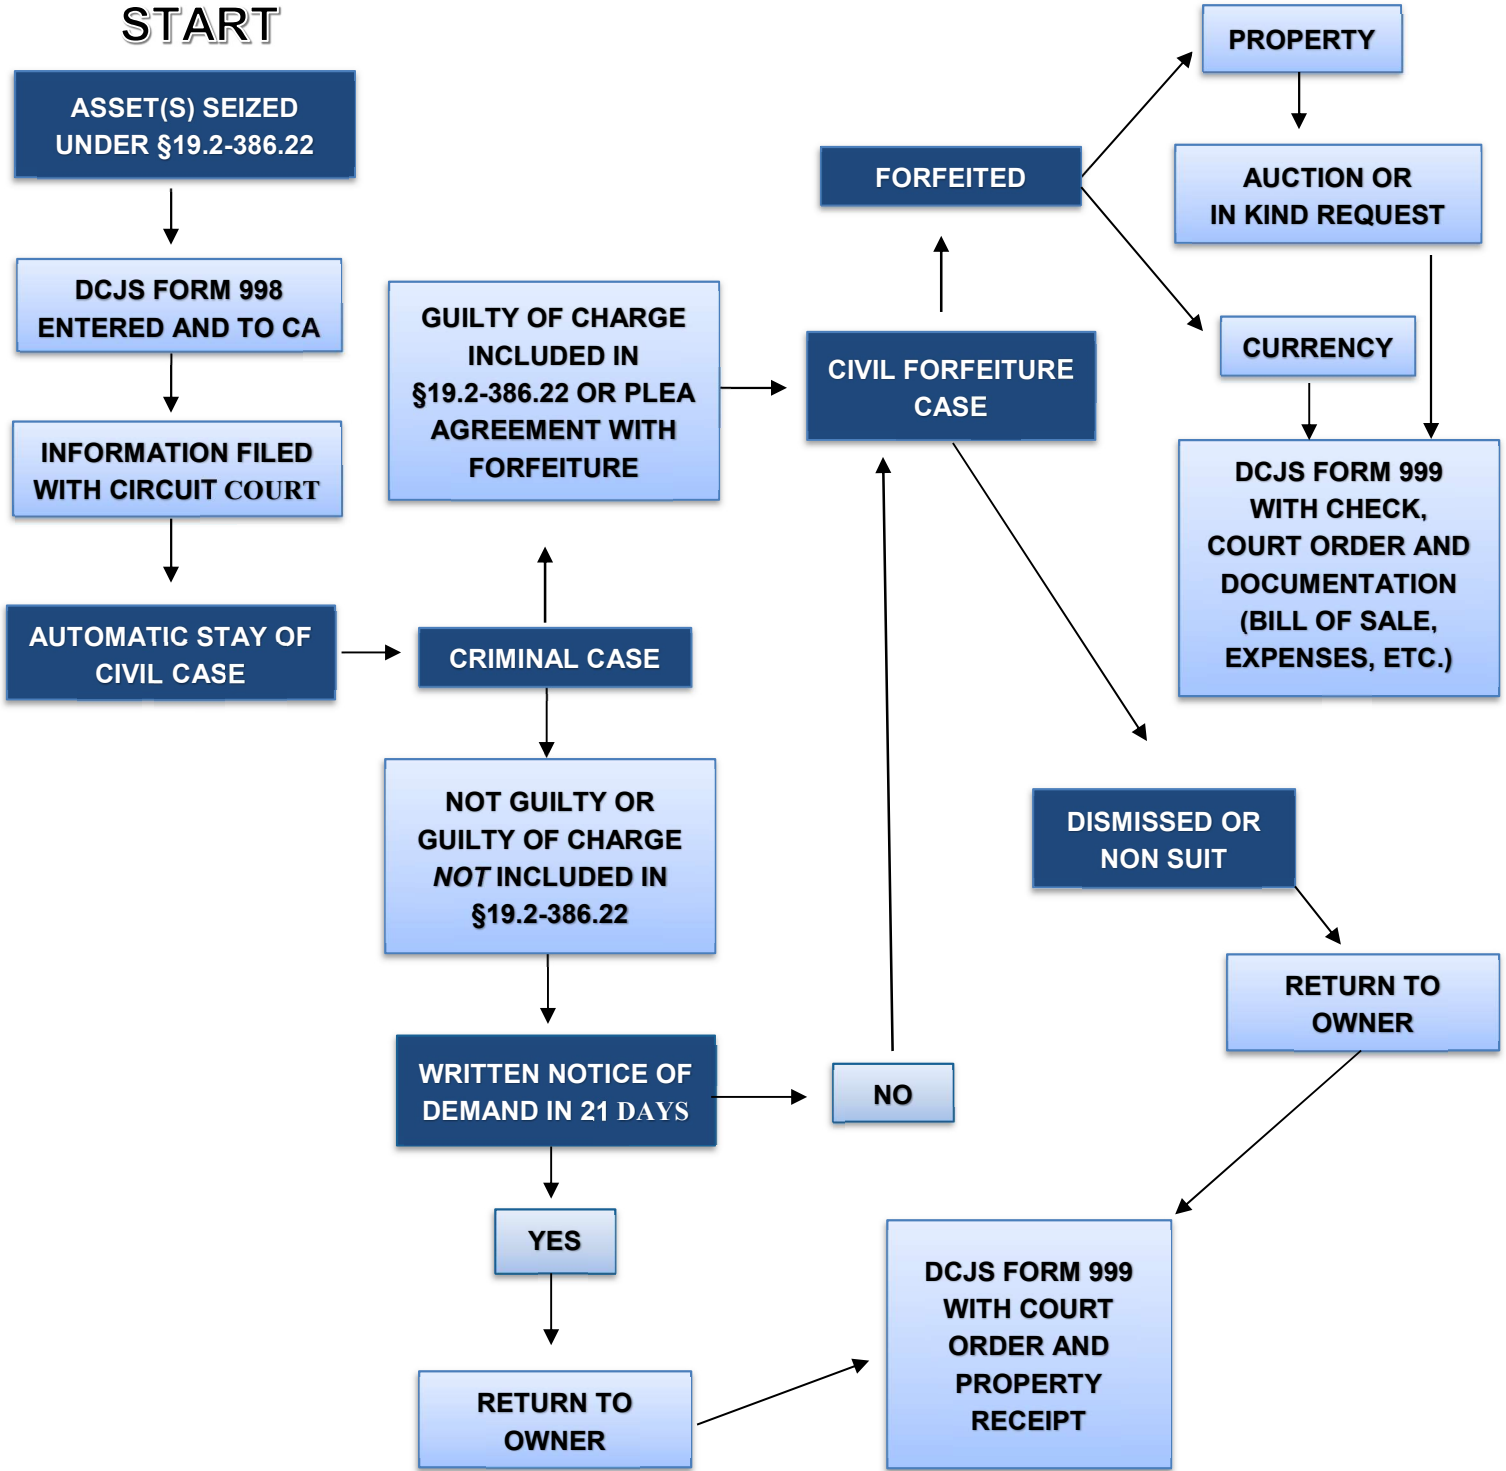 START
ASSET(S) SEIZED
UNDER §19.2-386.22
DCJS FORM 998
ENTERED AND TO CA
INFORMATION FILED
WITH CIRCUIT COURT
AUTOMATIC STAY OF
CIVIL CASE
CRIMINAL CASE
GUILTY OF CHARGE
INCLUDED IN
§19.2-386.22 OR PLEA
AGREEMENT WITH
FORFEITURE
NOT GUILTY OR
GUILTY OF CHARGE
NOT INCLUDED IN
§19.2-386.22
WRITTEN NOTICE OF
DEMAND IN 21 DAYS
NO
YES
RETURN TO
OWNER
CIVIL FORFEITURE
CASE
FORFEITED
PROPERTY
AUCTION OR
IN KIND REQUEST
CURRENCY
DCJS FORM 999
WITH CHECK,
COURT ORDER AND
DOCUMENTATION
(BILL OF SALE,
EXPENSES, ETC.)
DISMISSED OR
NON SUIT
RETURN TO
OWNER
DCJS FORM 999
WITH COURT
ORDER AND
PROPERTY
RECEIPT